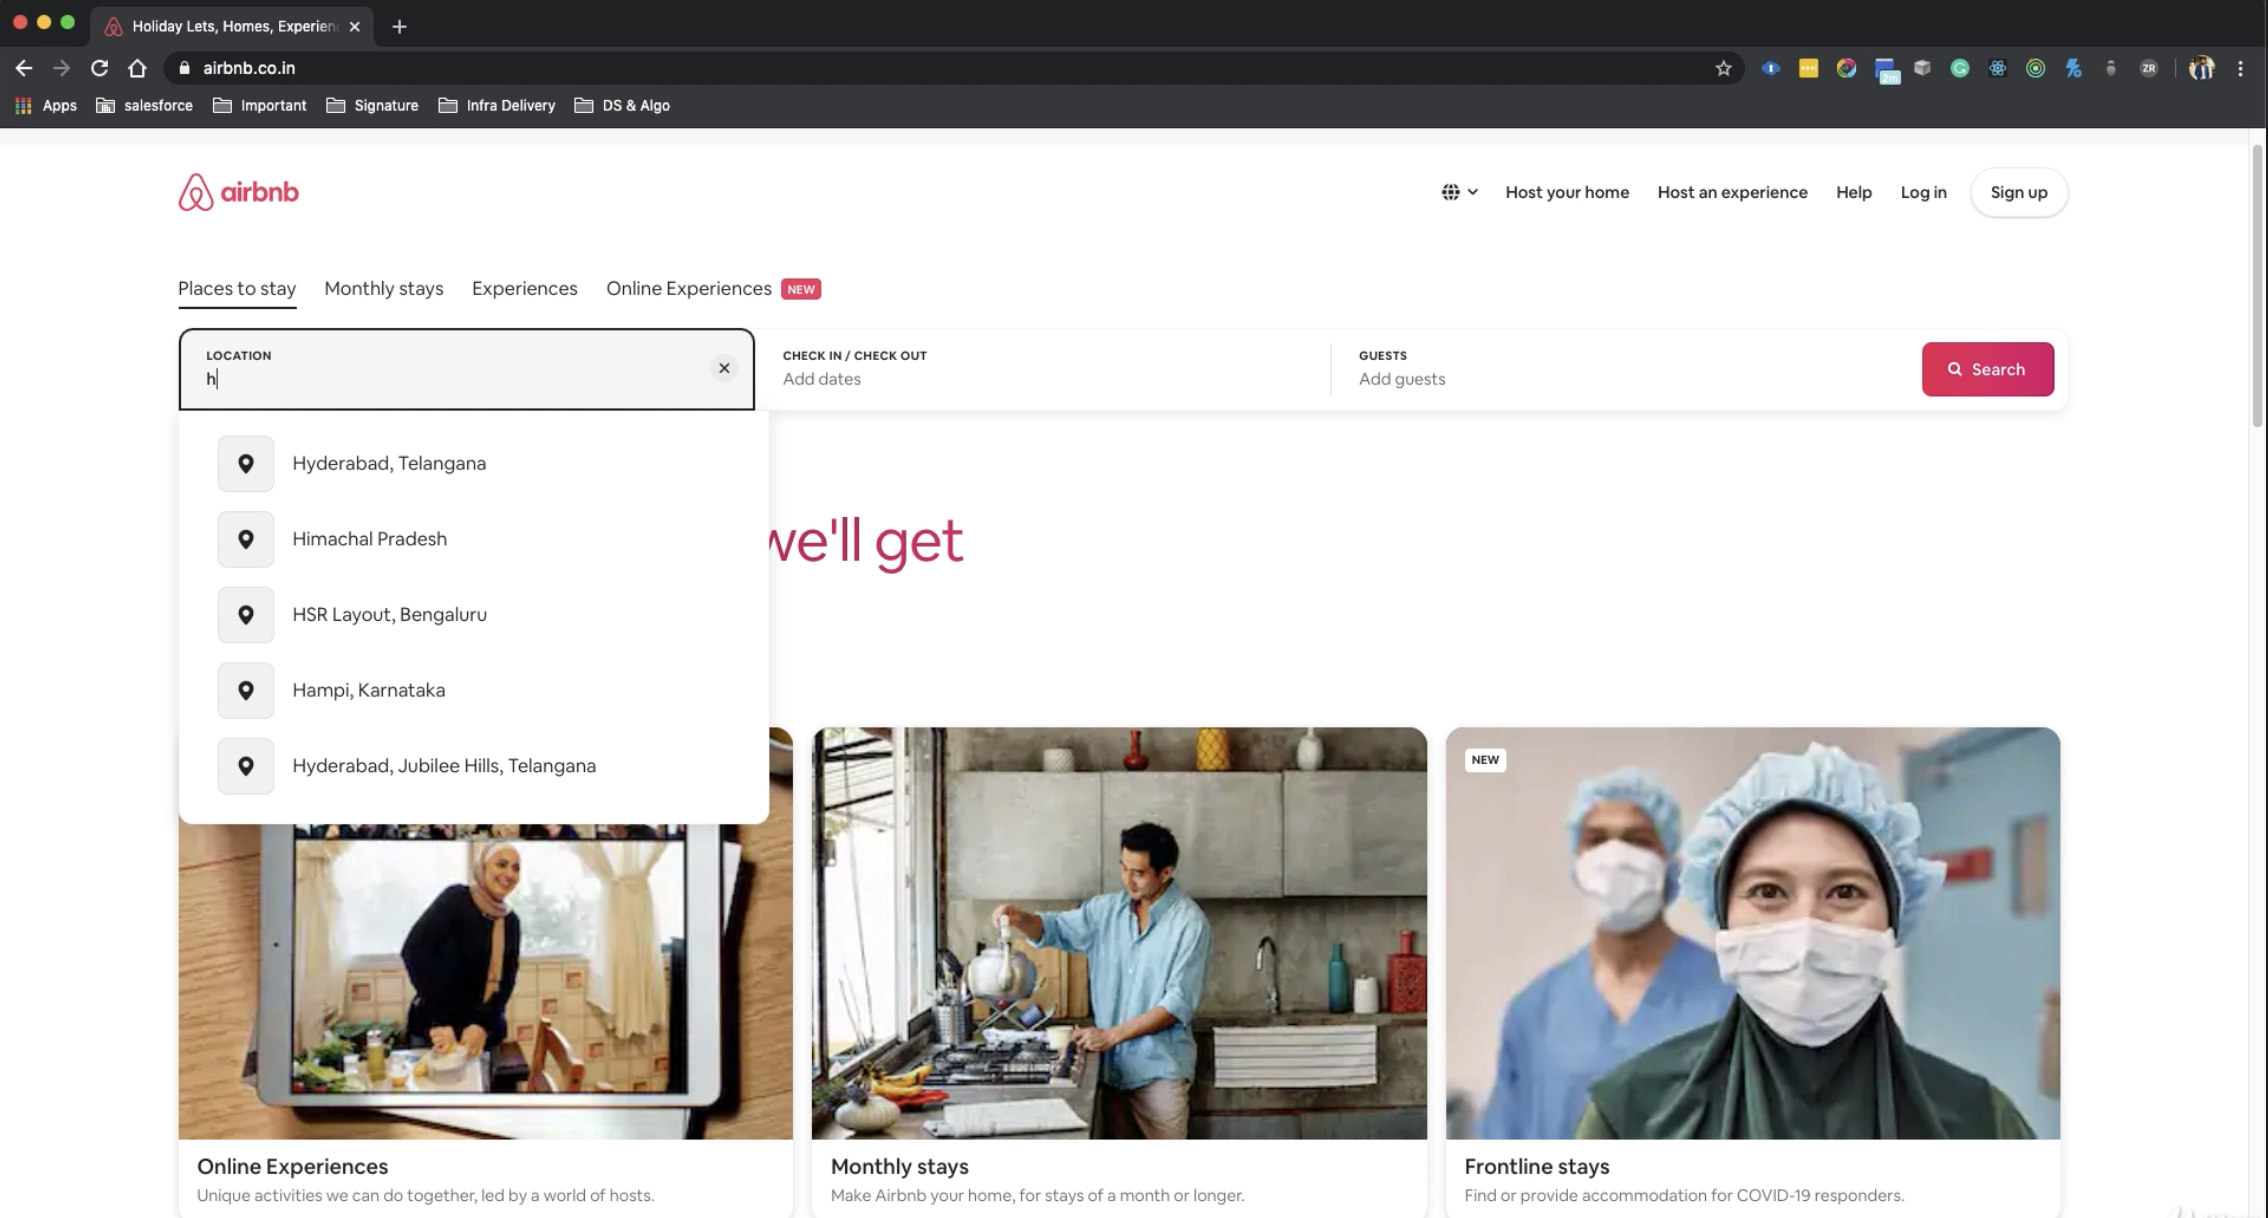 Holiday Lets, Homes, Experien
airbnb.co.in
2m
ZR
Apps salesforce Important Signature Infra Delivery DS & Algo
airbnb
Host your home Host an experience Help Log in Sign up
Places to stay Monthly stays Experiences Online Experiences NEW
LOCATION
h
CHECK IN / CHECK OUT
Add dates
GUESTS
Add guests
Search
Hyderabad, Telangana
Himachal Pradesh
HSR Layout, Bengaluru
Hampi, Karnataka
Hyderabad, Jubilee Hills, Telangana
we'll get
NEW
Online Experiences
Unique activities we can do together, led by a world of hosts.
Monthly stays
Make Airbnb your home, for stays of a month or longer.
Frontline stays
Find or provide accommodation for COVID-19 responders.